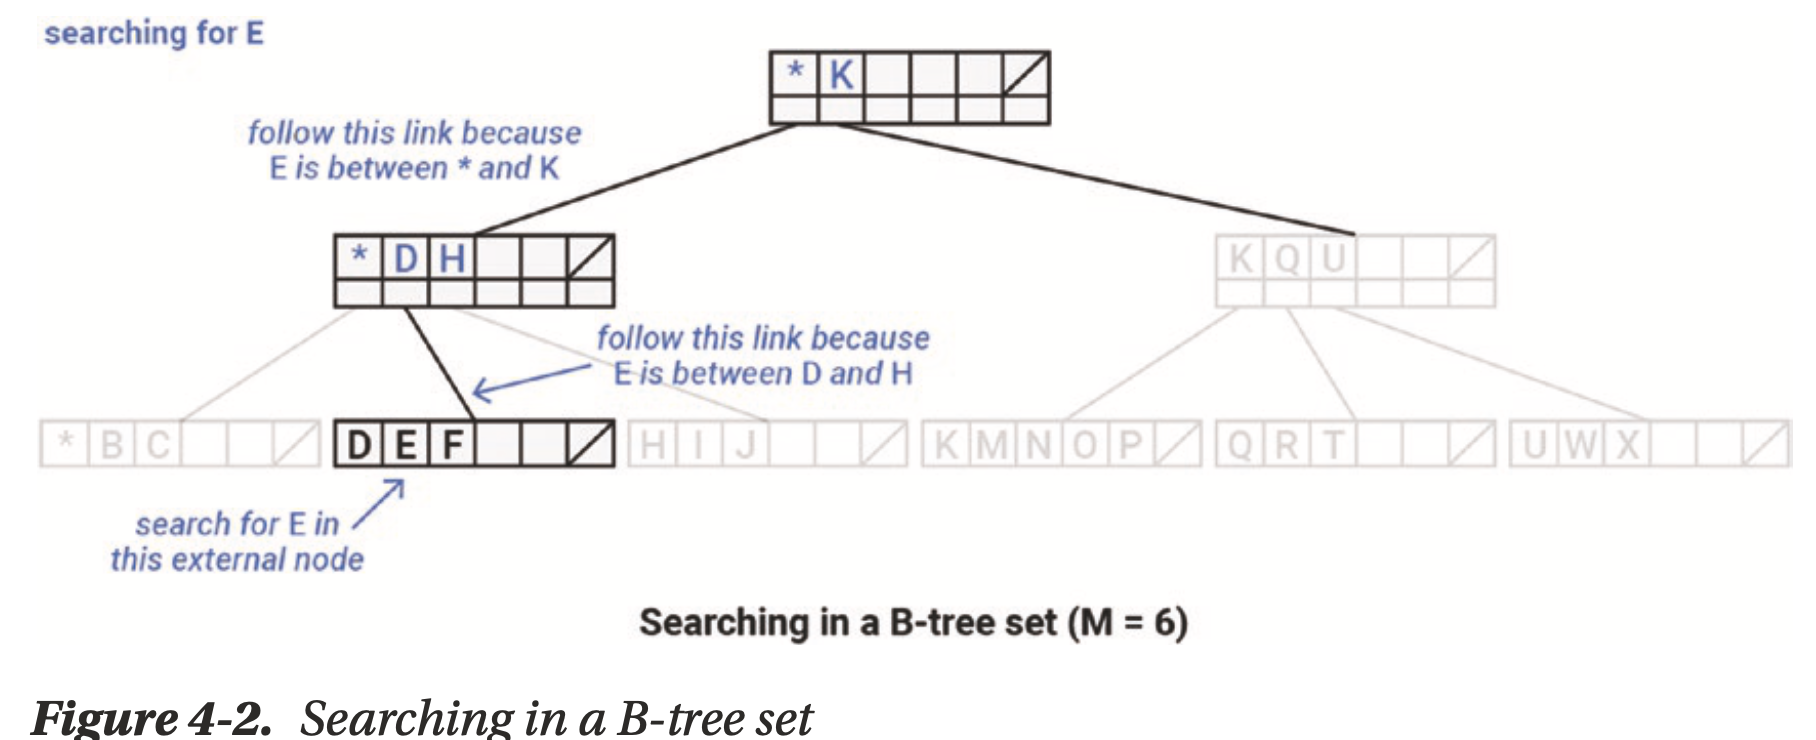 searching for E
* K
follow this link because
E is between * and K
* D H
K Q U
follow this link because
E is between D and H
* B C
D E F
H I J
K M N O P
Q R T
U W X
search for E in
this external node
Searching in a B-tree set (M = 6)
Figure 4-2. Searching in a B-tree set